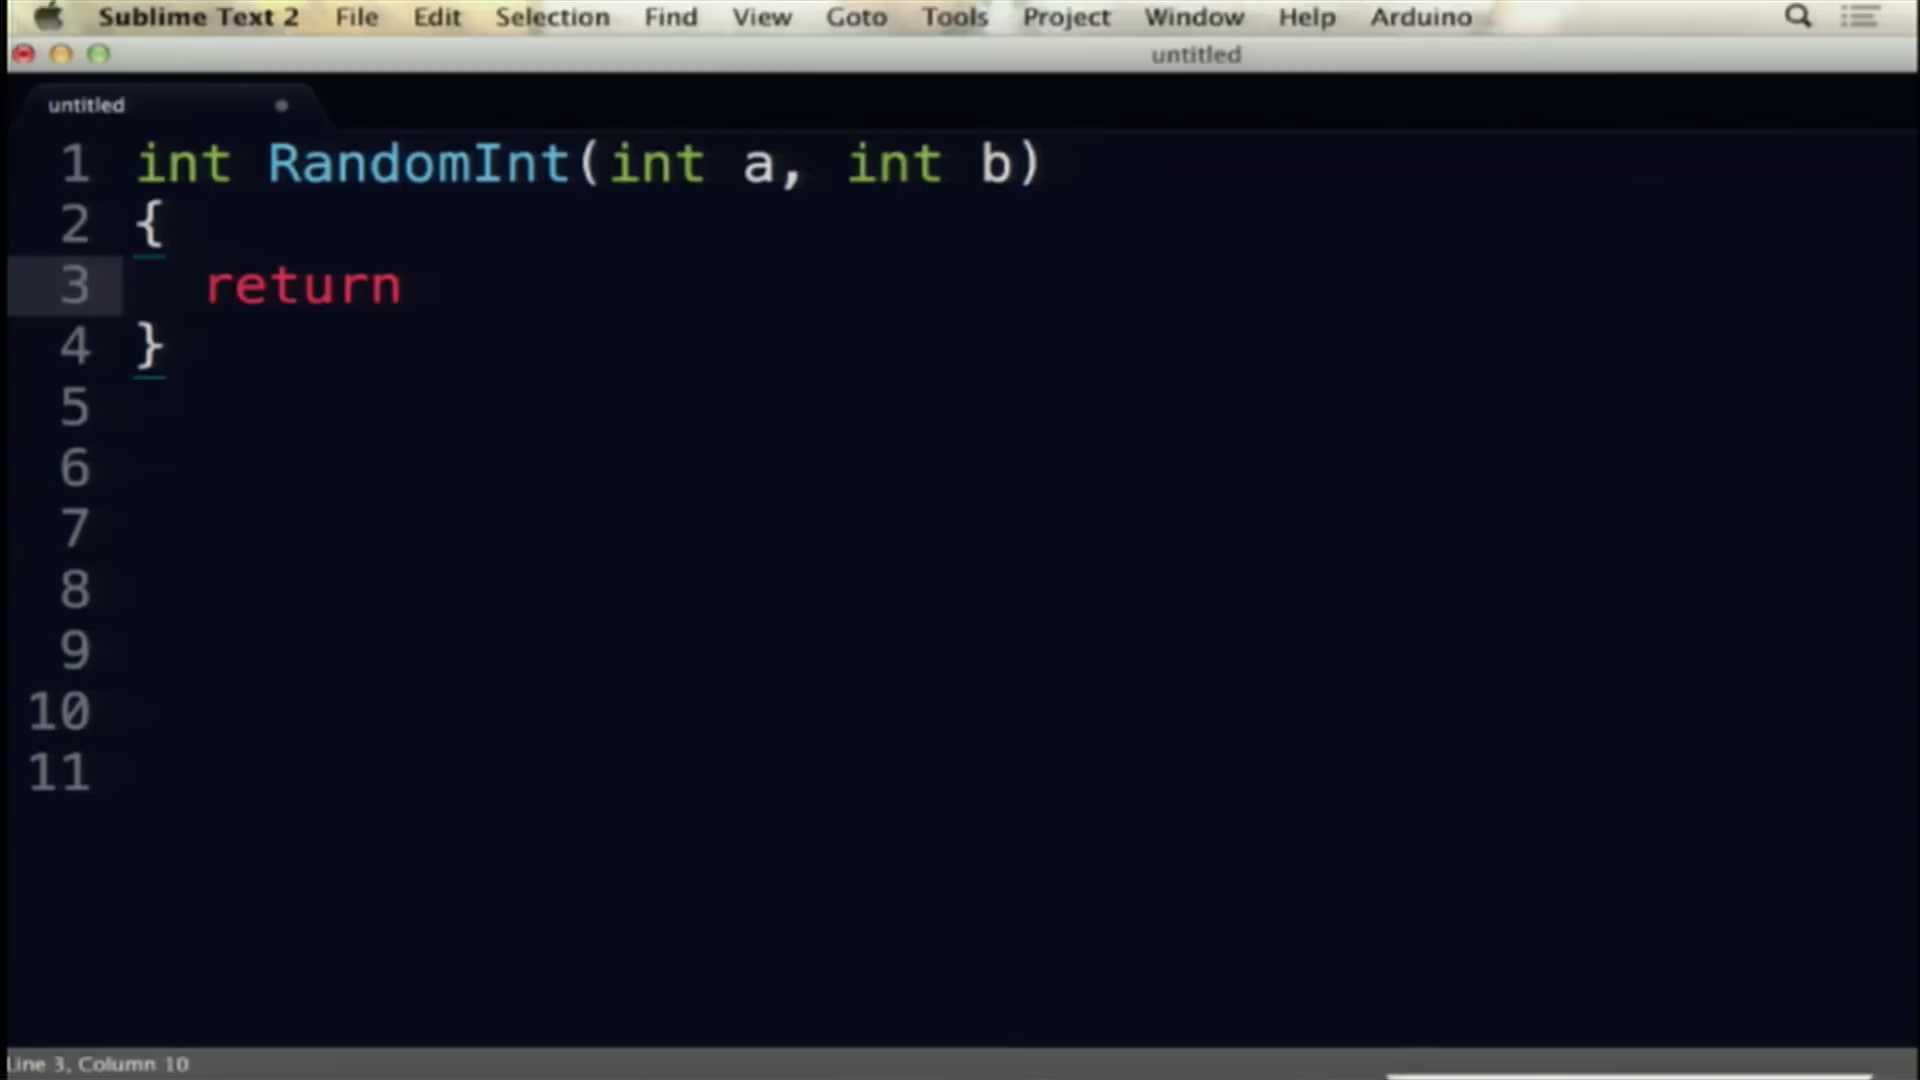 Sublime Text 2 File Edit Selection Find View Goto Tools Project Window Help Arduino
untitled
untitled
1 int RandomInt(int a, int b)
2 {
3 return
4 }
5
6
7
8
9
10
11
Line 3, Column 10